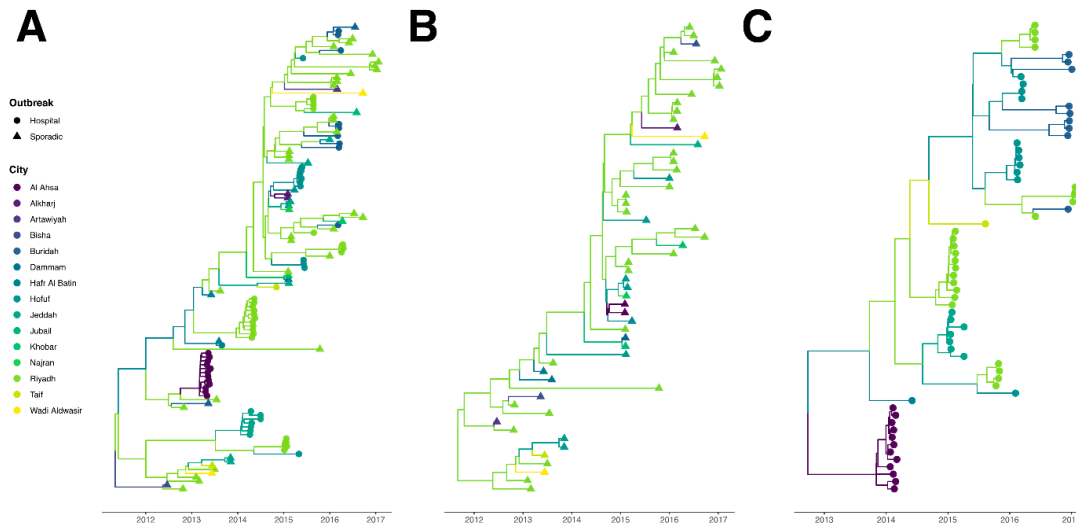 A
B
C
Outbreak
Hospital
Sporadic
City
Al Ahsa
Alkharj
Artawiyah
Bisha
Buridah
Dammam
Hafr Al Batin
Hofuf
Jeddah
Jubail
Khobar
Najran
Riyadh
Taif
Wadi Aldwasir
2012 2013 2014 2015 2016 2017
2012 2013 2014 2015 2016 2017
2013 2014 2015 2016 201